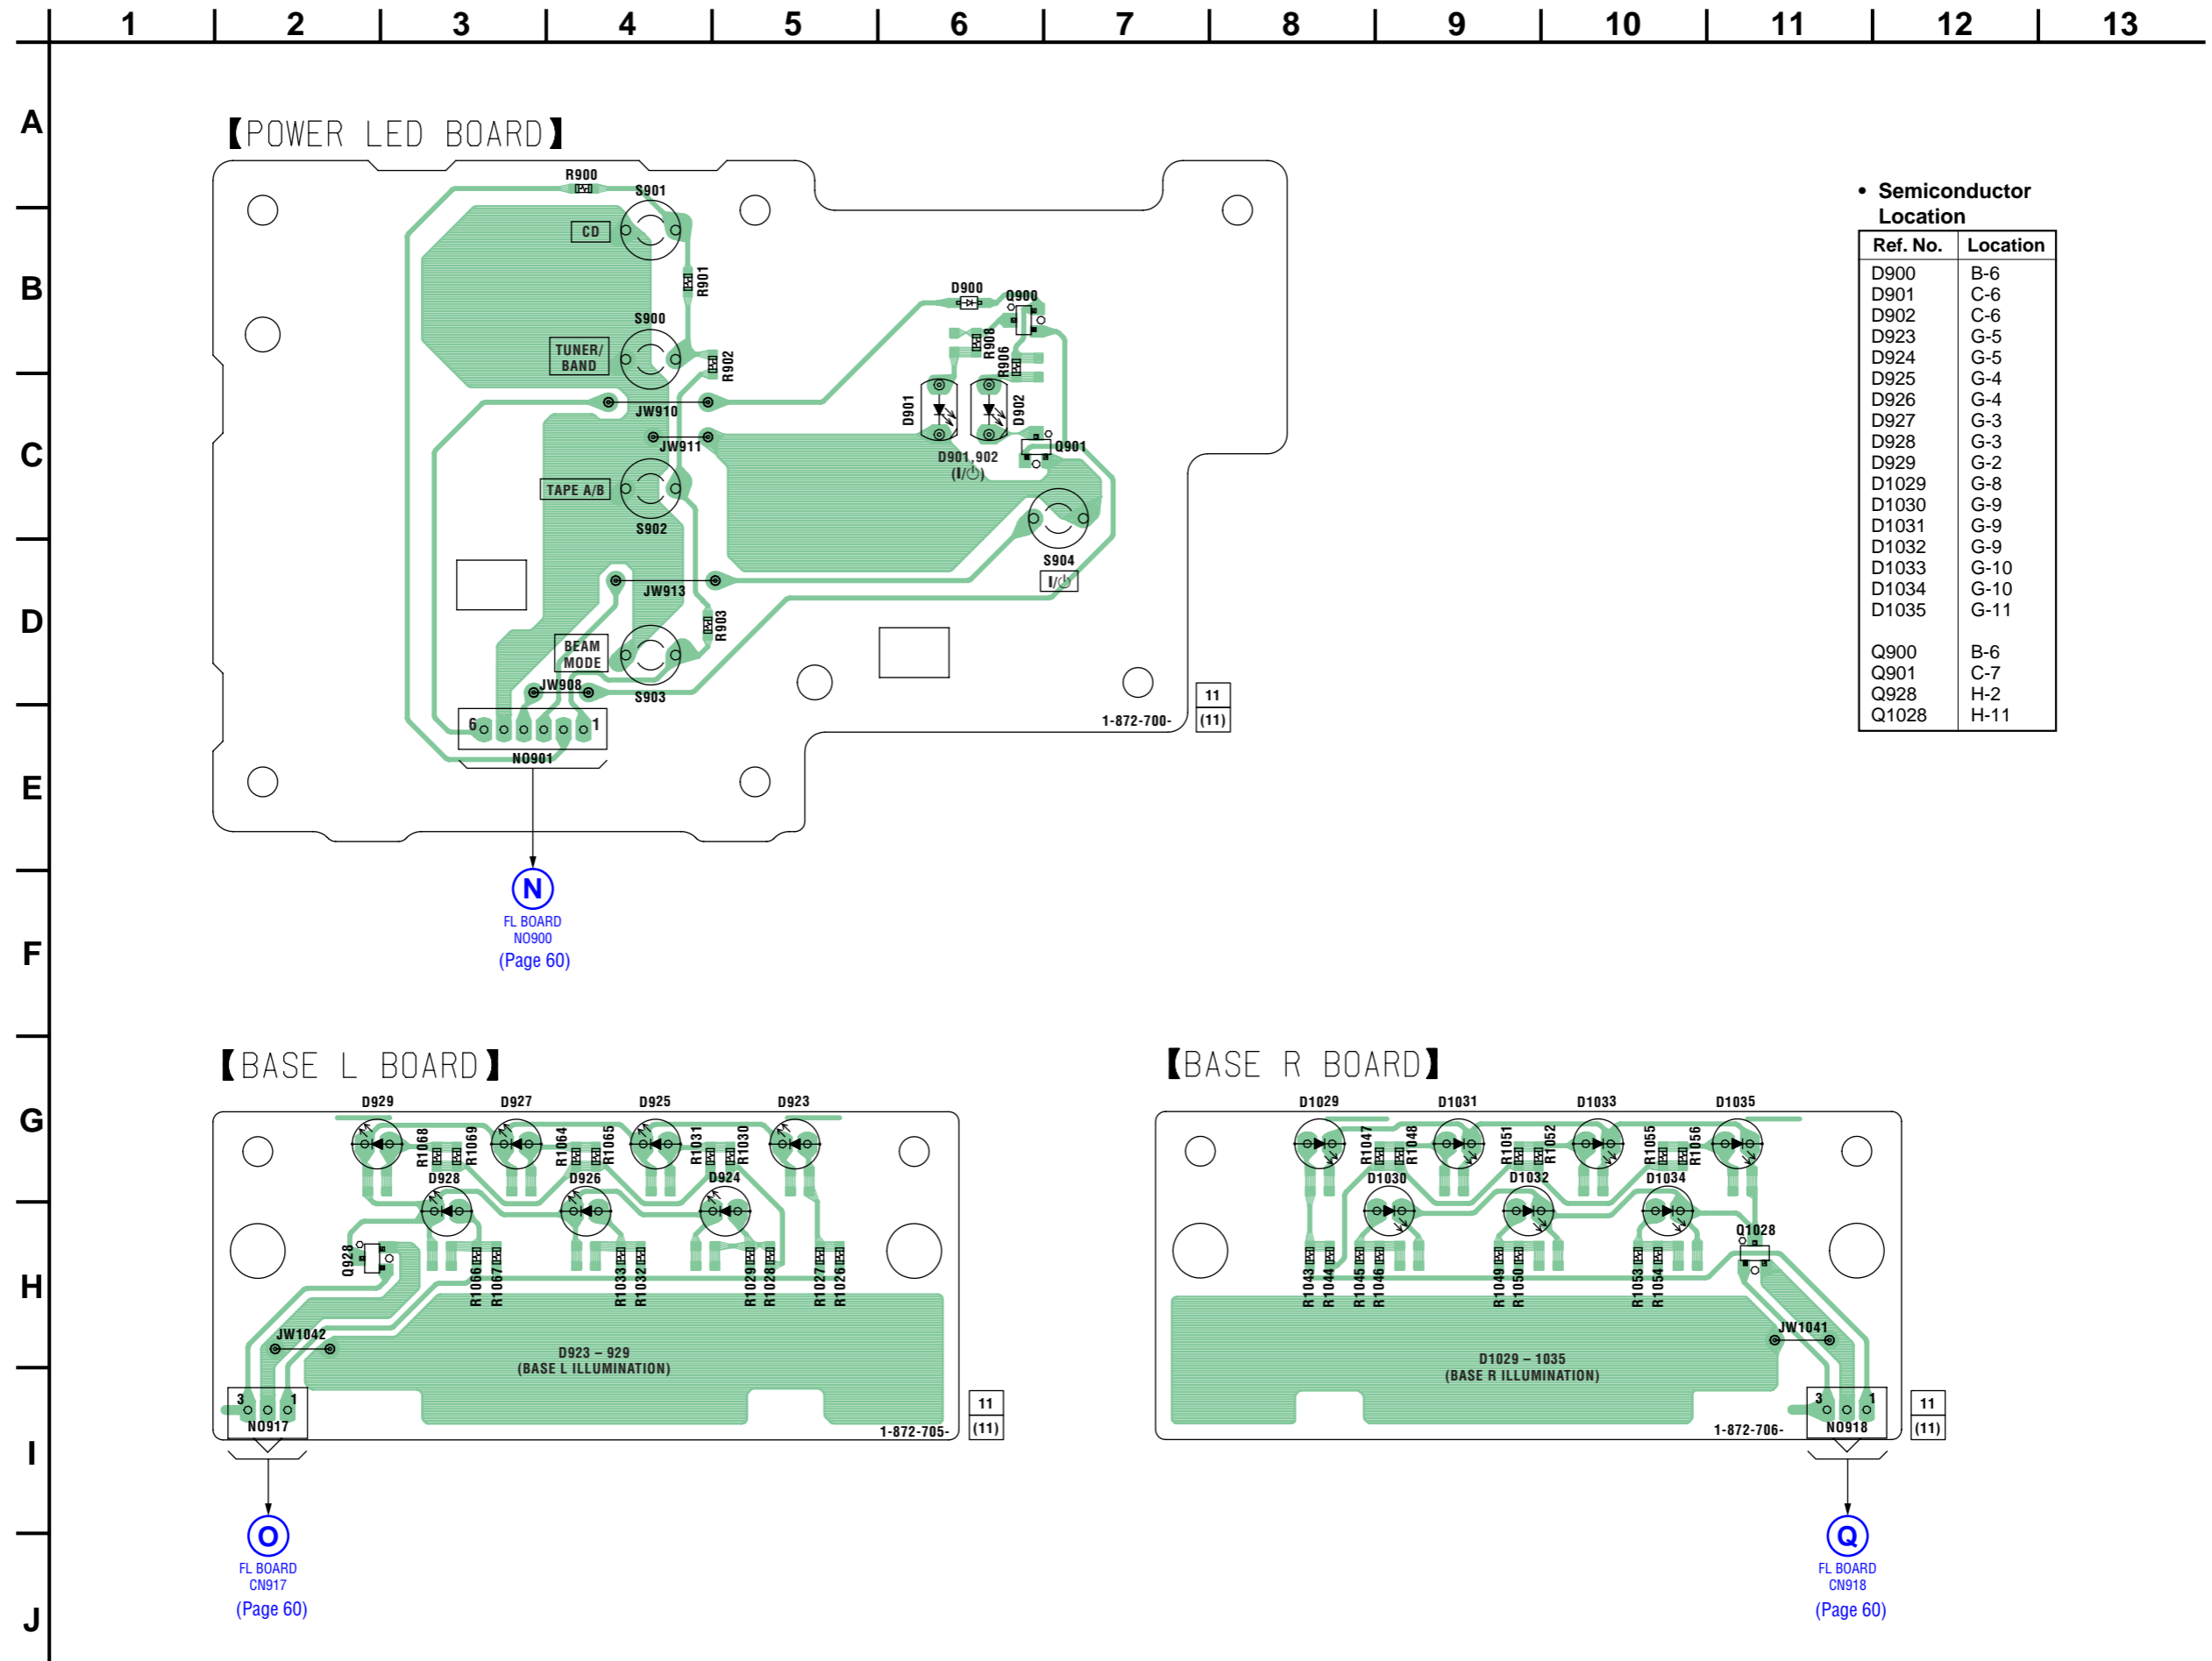 1 2 3 4 5 6 7 8 9 10 11 12 13
A
B
C
D
E
F
G
H
I
J
【POWER LED BOARD】
R900
S901
CD
R901
S900
TUNER/
BAND
R902
D900
Q900
R908
R906
JW910
D901
D902
JW911
Q901
D901,902
(I/⏻)
TAPE A/B
S902
S904
I/⏻
JW913
R903
BEAM
MODE
JW908
S903
6
1
NO901
1-872-700-
11
(11)
N
FL BOARD
NO900
(Page 60)
• Semiconductor
Location
Ref. No. Location
D900 B-6
D901 C-6
D902 C-6
D923 G-5
D924 G-5
D925 G-4
D926 G-4
D927 G-3
D928 G-3
D929 G-2
D1029 G-8
D1030 G-9
D1031 G-9
D1032 G-9
D1033 G-10
D1034 G-10
D1035 G-11
Q900 B-6
Q901 C-7
Q928 H-2
Q1028 H-11
【BASE L BOARD】
D929 D927 D925 D923
R1068 R1069 R1064 R1065 R1031 R1030
D928 D926 D924
Q928
R1066 R1067 R1033 R1032 R1029 R1028 R1027 R1026
JW1042
D923 – 929
(BASE L ILLUMINATION)
3 1
NO917
1-872-705-
11
(11)
O
FL BOARD
CN917
(Page 60)
【BASE R BOARD】
D1029 D1031 D1033 D1035
R1047 R1048 R1051 R1052 R1055 R1056
D1030 D1032 D1034
Q1028
R1043 R1044 R1045 R1046 R1049 R1050 R1053 R1054
JW1041
D1029 – 1035
(BASE R ILLUMINATION)
3 1
NO918
1-872-706-
11
(11)
Q
FL BOARD
CN918
(Page 60)